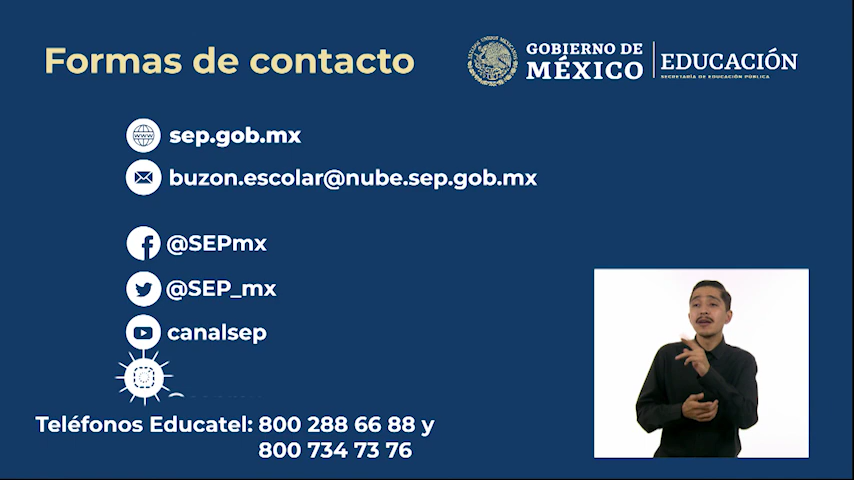 Formas de contacto
GOBIERNO DE
MÉXICO
EDUCACIÓN
SECRETARÍA DE EDUCACIÓN PÚBLICA
www
sep.gob.mx
buzon.escolar@nube.sep.gob.mx
@SEPmx
@SEP_mx
canalsep
Teléfonos Educatel: 800 288 66 88 y
800 734 73 76